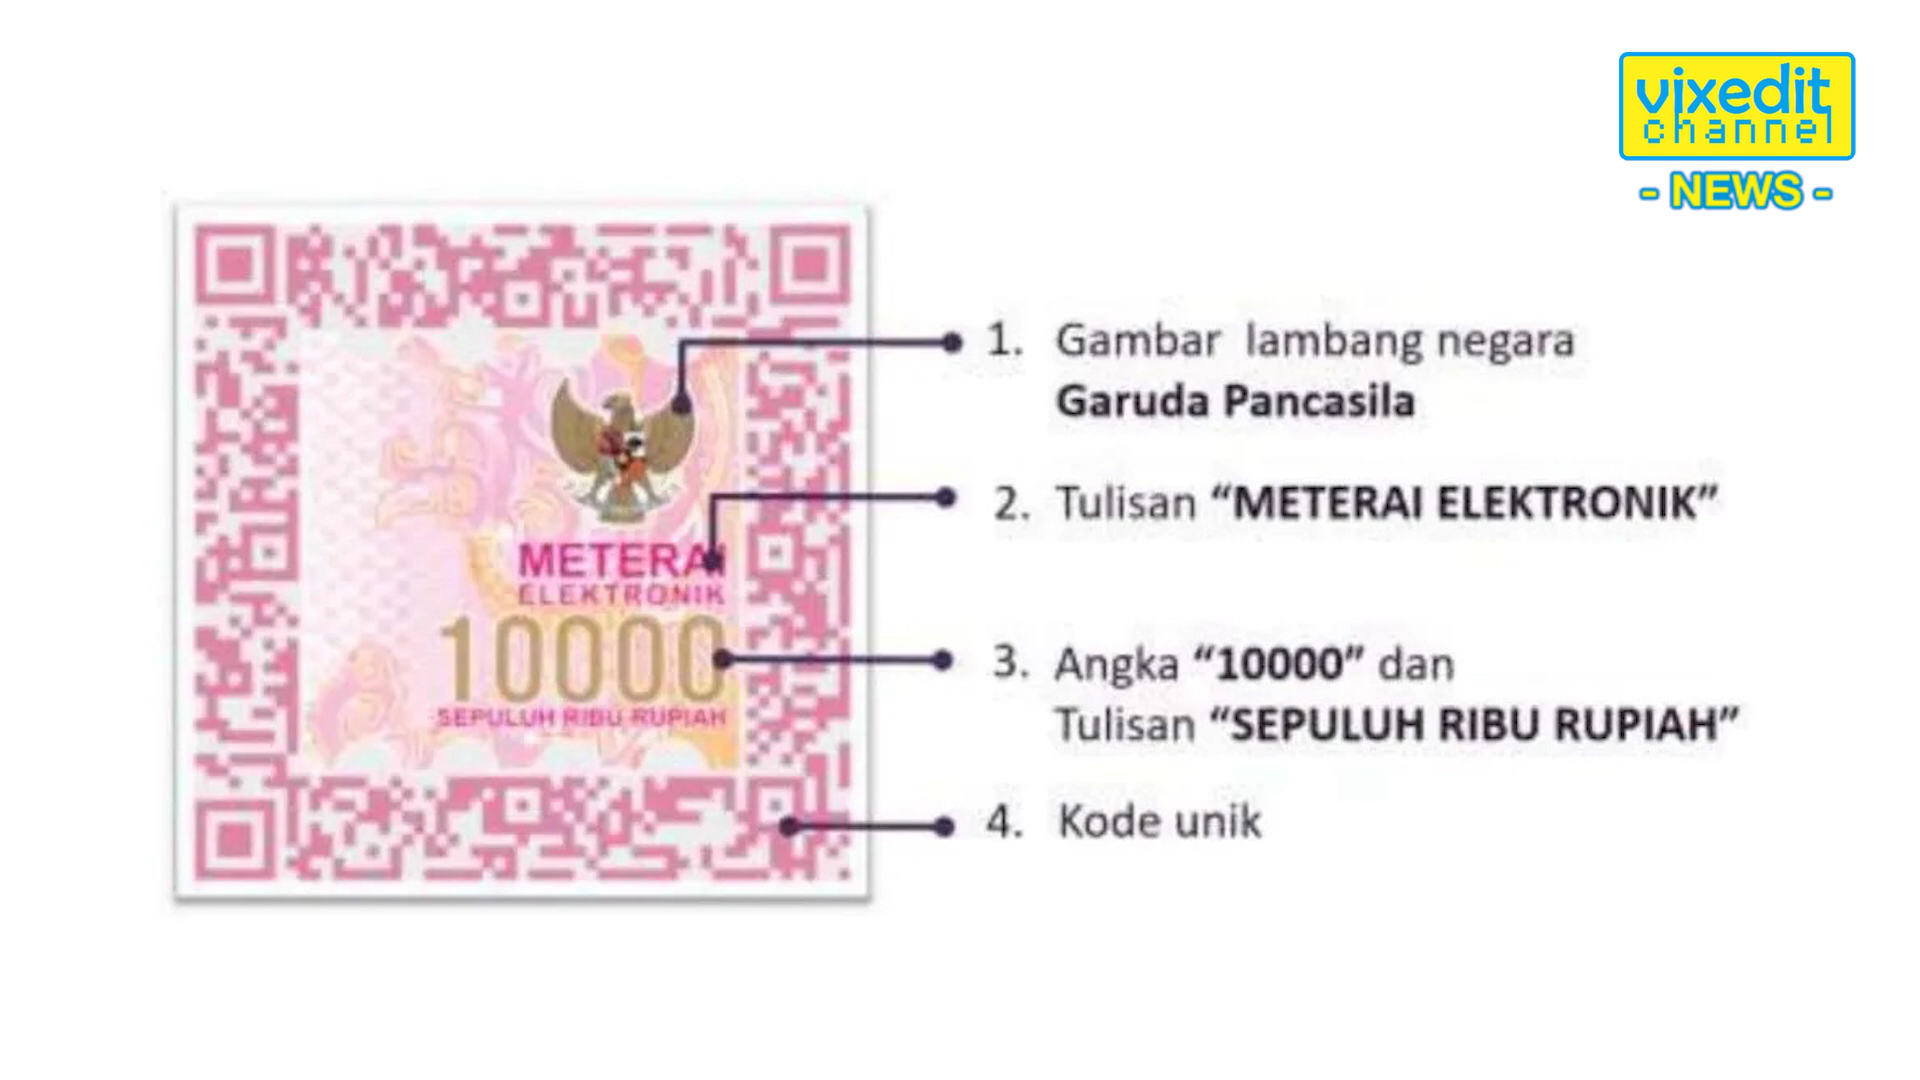 vixedit
channel
- NEWS -
METERAI
ELEKTRONIK
10000
SEPULUH RIBU RUPIAH
1. Gambar lambang negara
Garuda Pancasila
2. Tulisan “METERAI ELEKTRONIK”
3. Angka “10000” dan
Tulisan “SEPULUH RIBU RUPIAH”
4. Kode unik